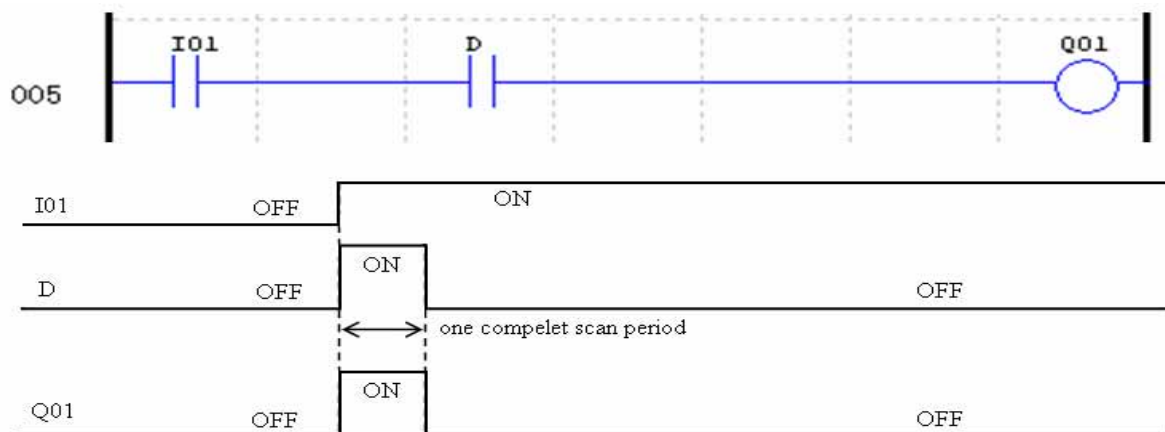 I01 D Q01
005
I01 OFF ON
ON
D OFF OFF
one compelet scan period
ON
Q01 OFF OFF